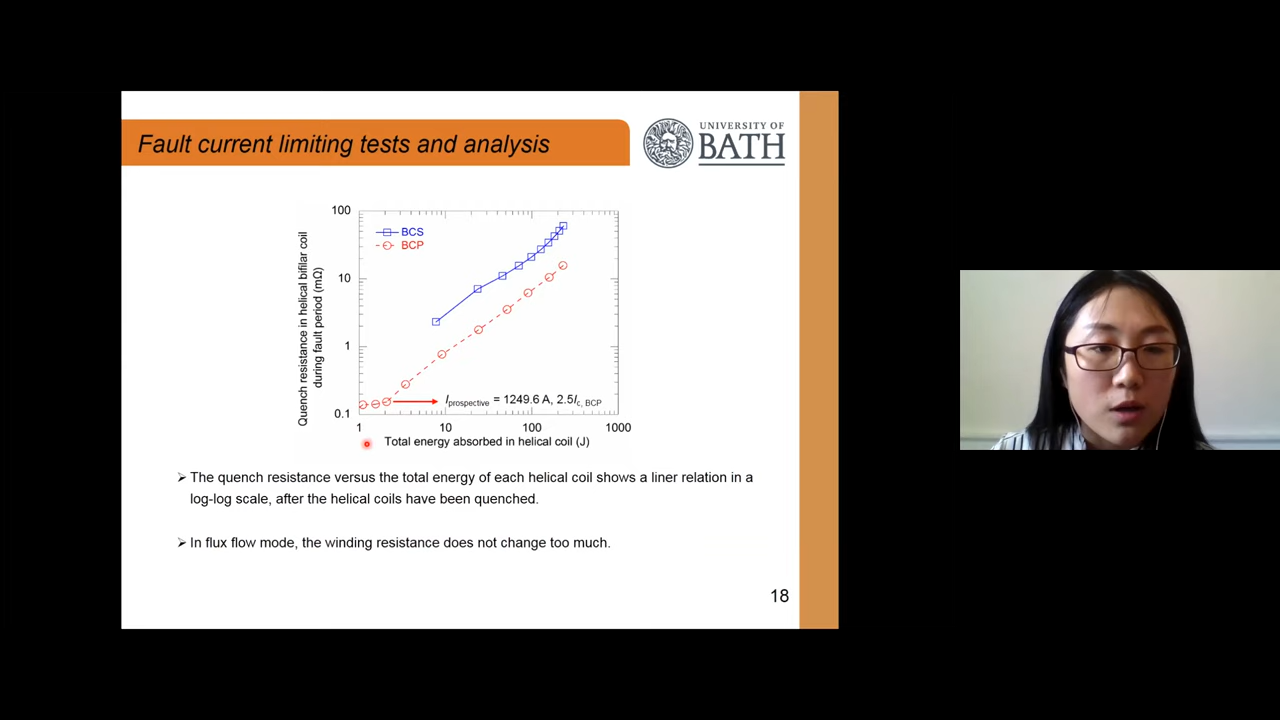 Fault current limiting tests and analysis
UNIVERSITY OF
BATH
100
10
1
0.1
BCS
BCP
Quench resistance in helical bifilar coil
during fault period (mΩ)
Iprospective = 1249.6 A, 2.5Ic, BCP
1 10 100 1000
Total energy absorbed in helical coil (J)
➢ The quench resistance versus the total energy of each helical coil shows a liner relation in a
log-log scale, after the helical coils have been quenched.
➢ In flux flow mode, the winding resistance does not change too much.
18